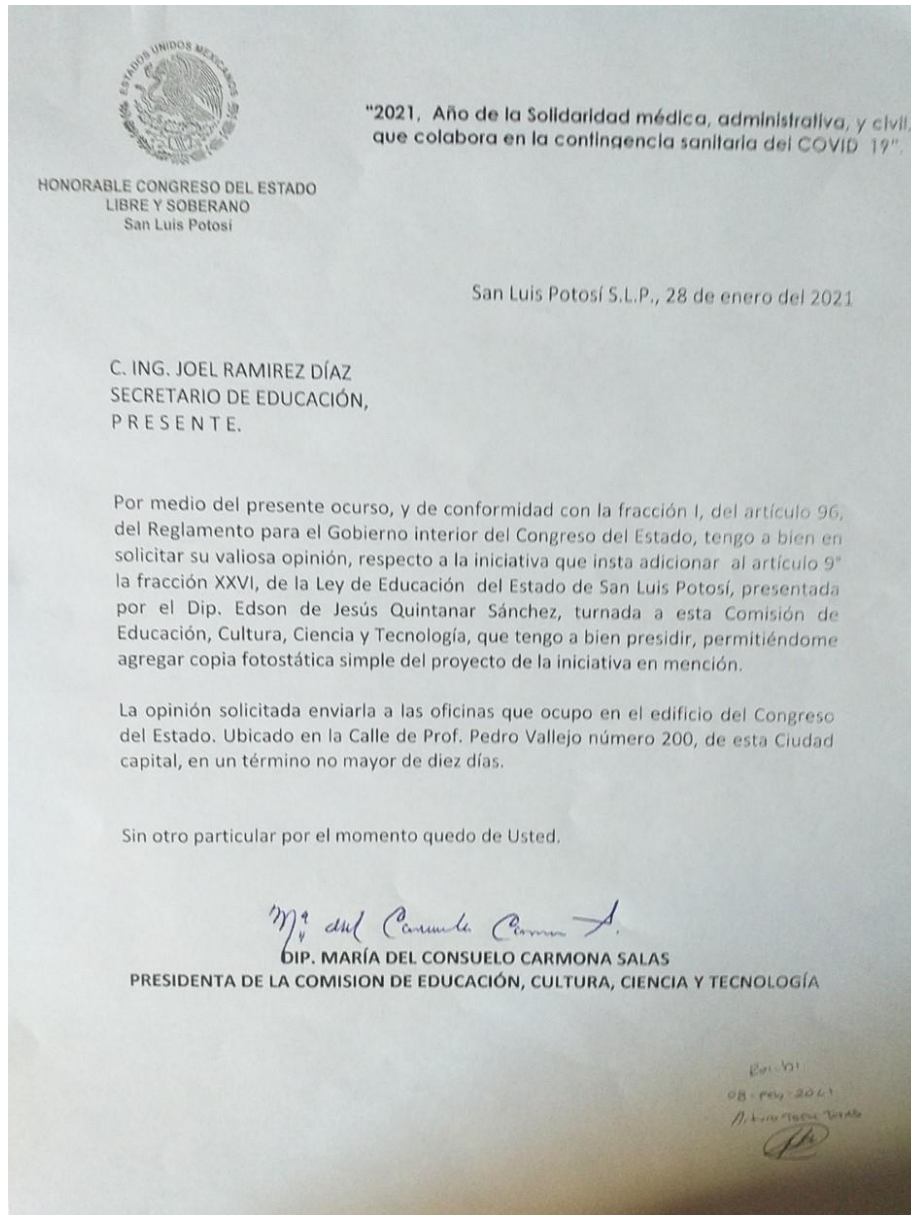 ESTADOS UNIDOS MEXICANOS
"2021, Año de la Solidaridad médica, administrativa, y civil,
que colabora en la contingencia sanitaria del COVID 19".
HONORABLE CONGRESO DEL ESTADO
LIBRE Y SOBERANO
San Luis Potosí
San Luis Potosí S.L.P., 28 de enero del 2021
C. ING. JOEL RAMIREZ DÍAZ
SECRETARIO DE EDUCACIÓN,
P R E S E N T E.
Por medio del presente ocurso, y de conformidad con la fracción I, del artículo 96,
del Reglamento para el Gobierno interior del Congreso del Estado, tengo a bien en
solicitar su valiosa opinión, respecto a la iniciativa que insta adicionar al artículo 9°
la fracción XXVI, de la Ley de Educación del Estado de San Luis Potosí, presentada
por el Dip. Edson de Jesús Quintanar Sánchez, turnada a esta Comisión de
Educación, Cultura, Ciencia y Tecnología, que tengo a bien presidir, permitiéndome
agregar copia fotostática simple del proyecto de la iniciativa en mención.
La opinión solicitada enviarla a las oficinas que ocupo en el edificio del Congreso
del Estado. Ubicado en la Calle de Prof. Pedro Vallejo número 200, de esta Ciudad
capital, en un término no mayor de diez días.
Sin otro particular por el momento quedo de Usted.
Mª del Consuelo Carmona S.
DIP. MARÍA DEL CONSUELO CARMONA SALAS
PRESIDENTA DE LA COMISION DE EDUCACIÓN, CULTURA, CIENCIA Y TECNOLOGÍA
Recibi
08-Feb-2021
Arturo